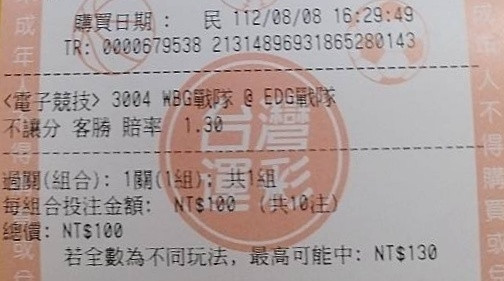 購買日期： 民 112/08/08 16:29:49
TR: 0000679538 21314896931865280143
<電子競技> 3004 WBG戰隊 @ EDG戰隊
不讓分 客勝 賠率 1.30
台灣
運彩
過關(組合): 1關(1組); 共1組
每組合投注金額: NT$100 (共10注)
總價: NT$100
若全數為不同玩法, 最高可能中: NT$130